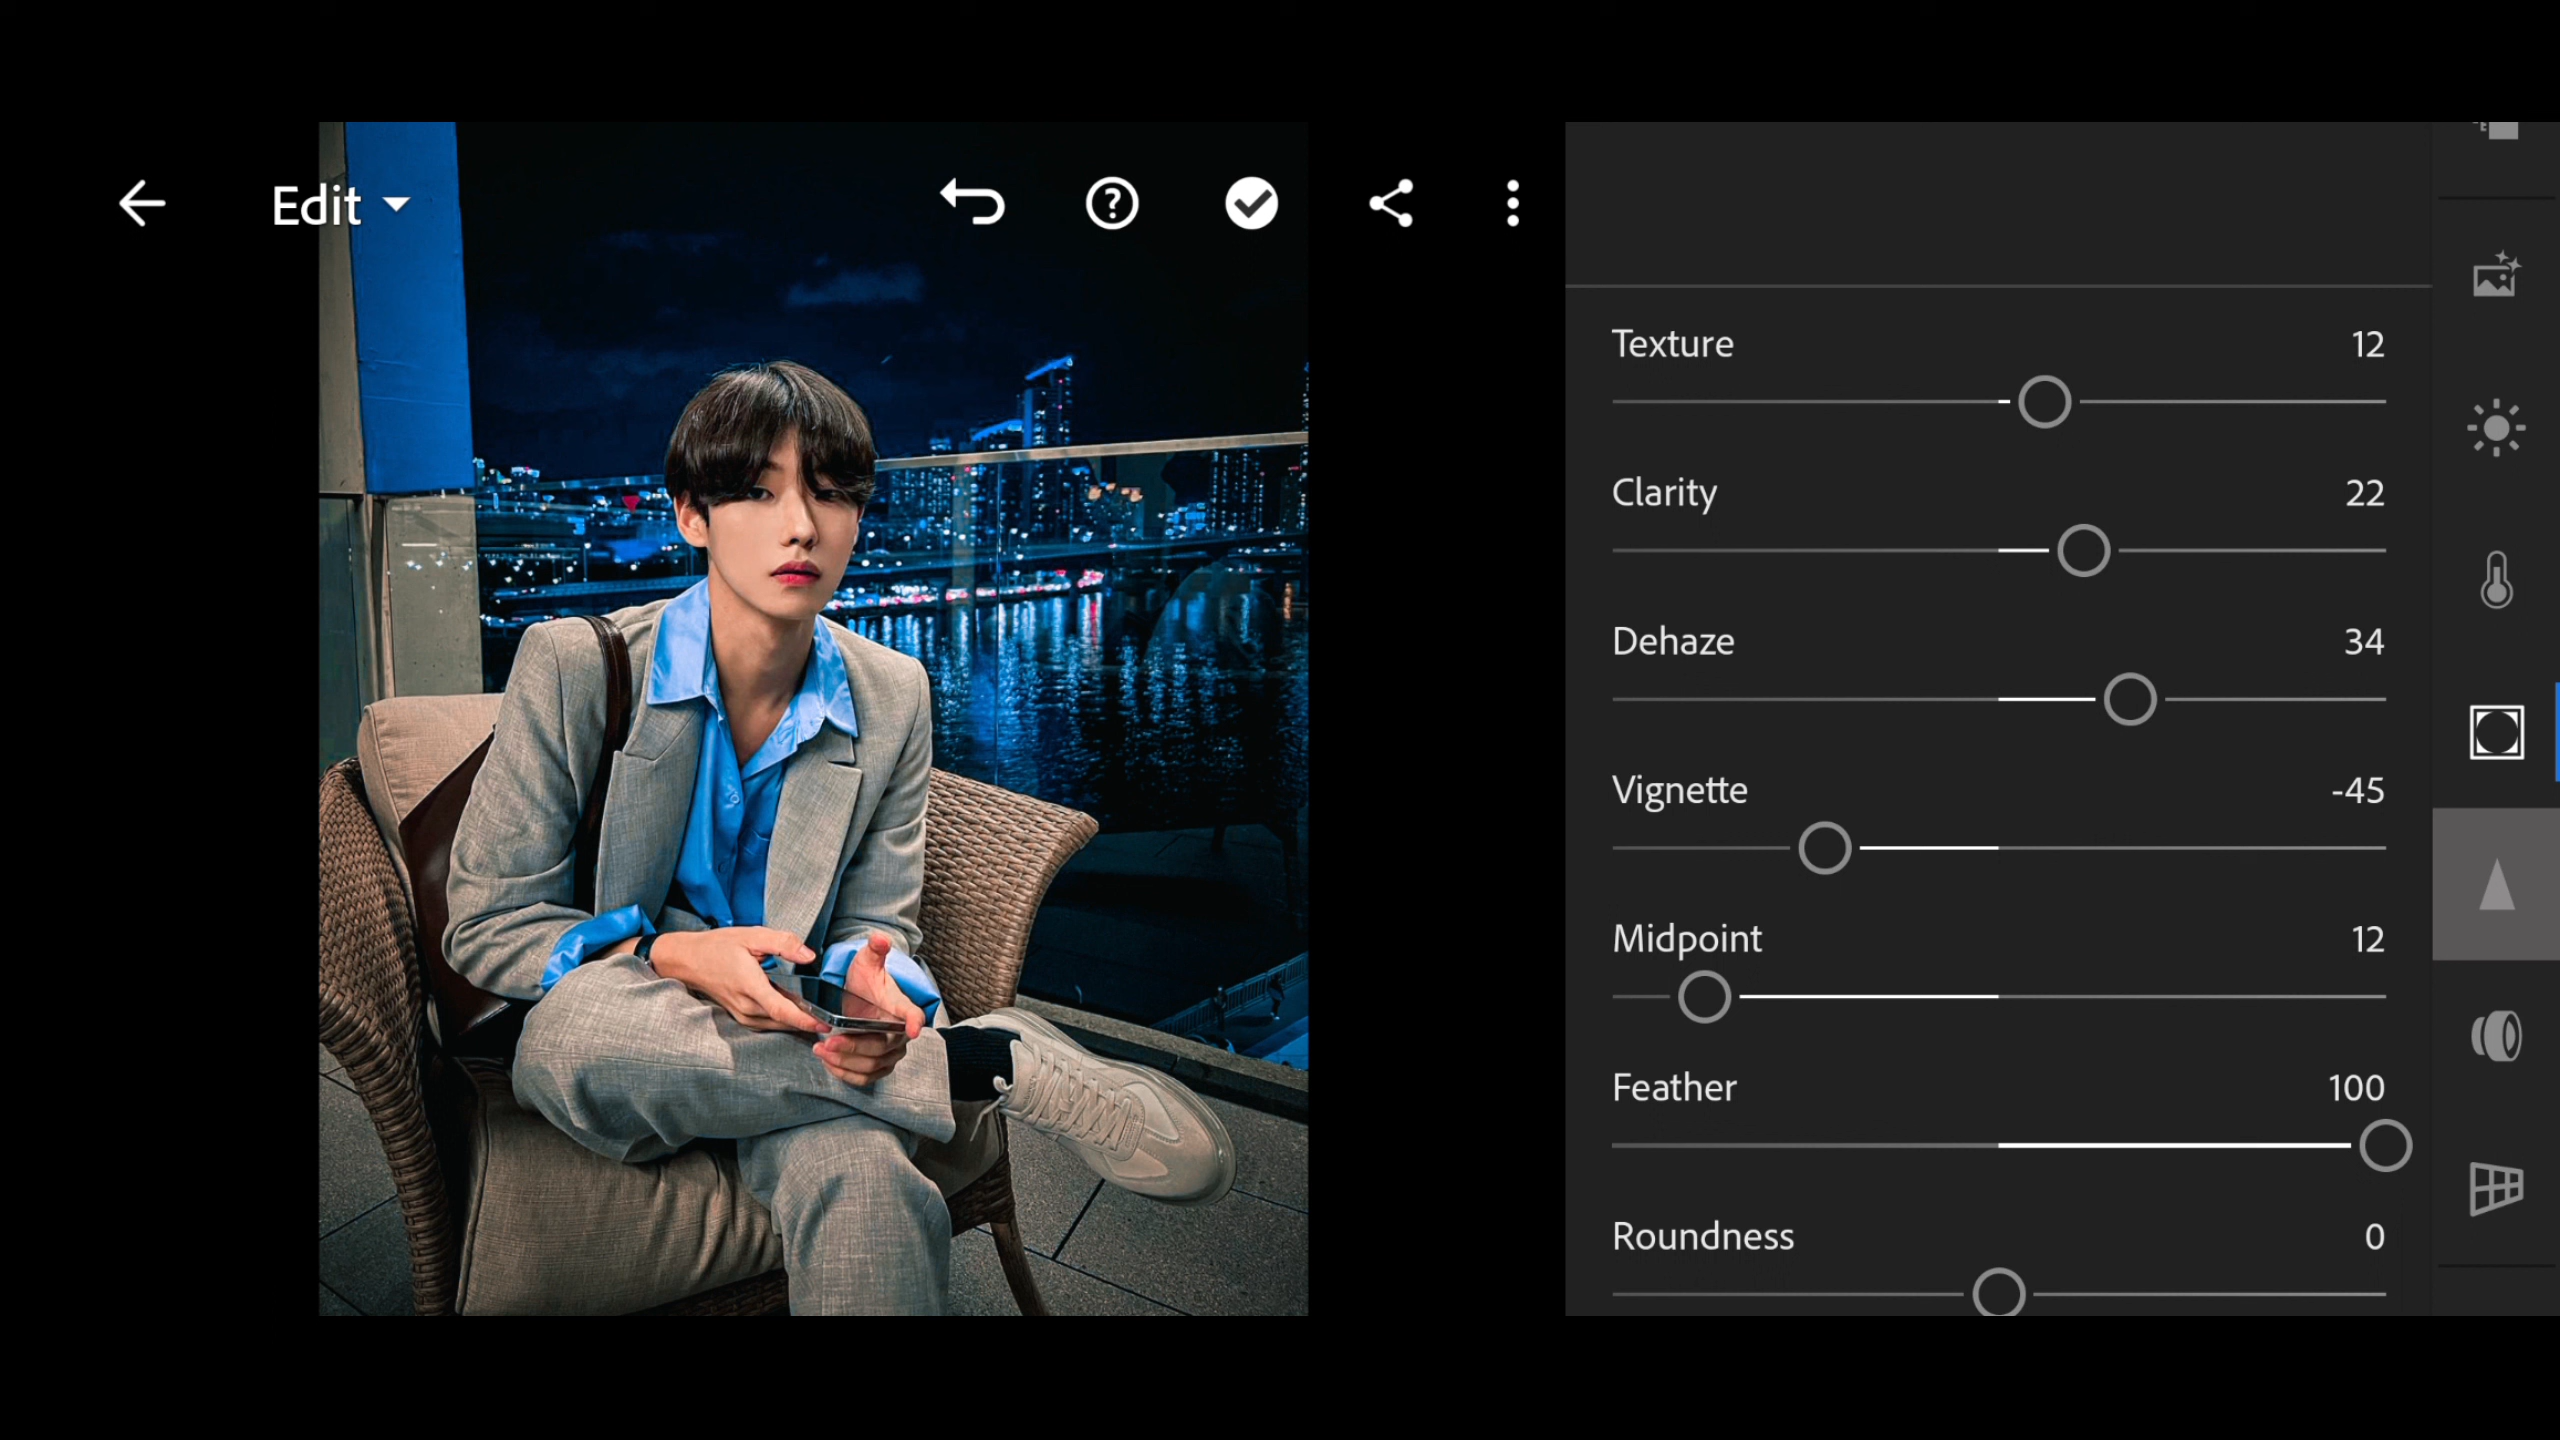 Edit
Texture 12
Clarity 22
Dehaze 34
Vignette -45
Midpoint 12
Feather 100
Roundness 0